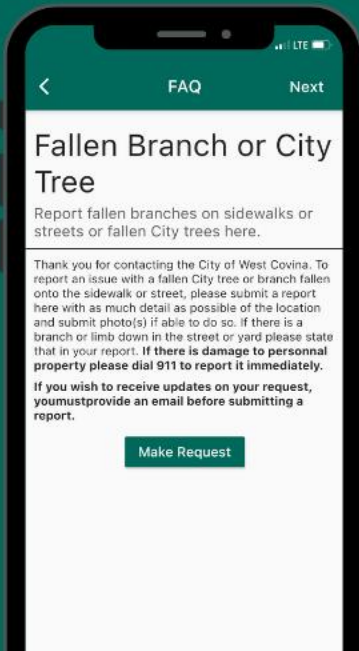 LTE
FAQ
Next
Fallen Branch or City
Tree
Report fallen branches on sidewalks or
streets or fallen City trees here.
Thank you for contacting the City of West Covina. To
report an issue with a fallen City tree or branch fallen
onto the sidewalk or street, please submit a report
here with as much detail as possible of the location
and submit photo(s) if able to do so. If there is a
branch or limb down in the street or yard please state
that in your report. If there is damage to personnal
property please dial 911 to report it immediately.
If you wish to receive updates on your request,
youmustprovide an email before submitting a
report.
Make Request